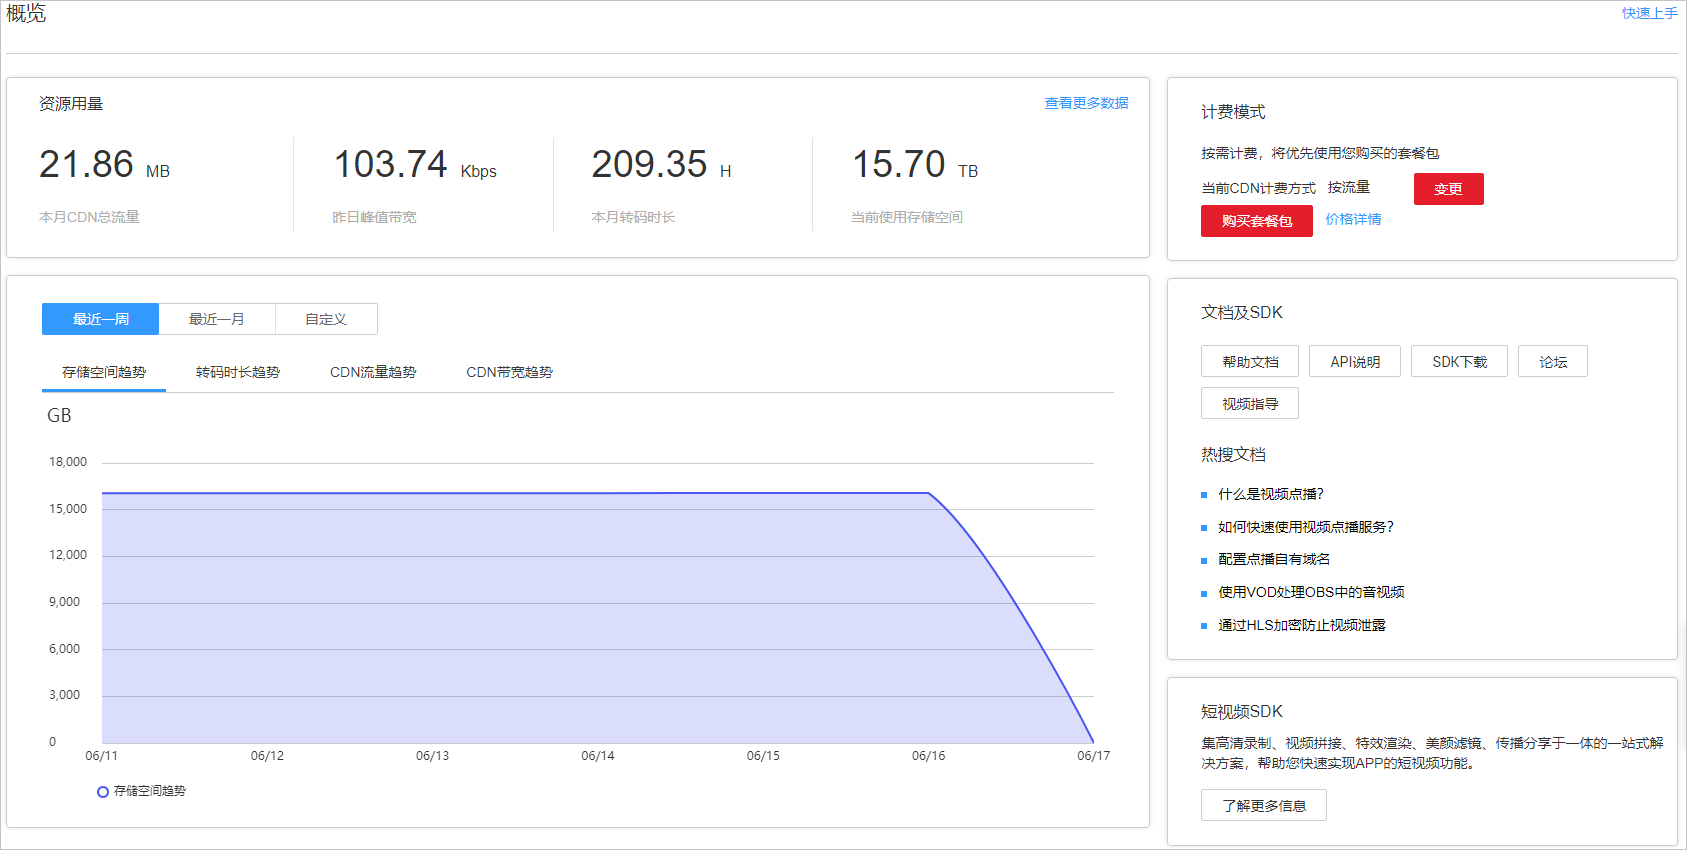 概览
快速上手
资源用量
查看更多数据
21.86 MB
103.74 Kbps
209.35 H
15.70 TB
本月CDN总流量
昨日峰值带宽
本月转码时长
当前使用存储空间
最近一周
最近一月
自定义
存储空间趋势
转码时长趋势
CDN流量趋势
CDN带宽趋势
GB
18,000
15,000
12,000
9,000
6,000
3,000
0
06/11
06/12
06/13
06/14
06/15
06/16
06/17
存储空间趋势
计费模式
按需计费，将优先使用您购买的套餐包
当前CDN计费方式 按流量
变更
购买套餐包
价格详情
文档及SDK
帮助文档
API说明
SDK下载
论坛
视频指导
热搜文档
什么是视频点播?
如何快速使用视频点播服务?
配置点播自有域名
使用VOD处理OBS中的音视频
通过HLS加密防止视频泄露
短视频SDK
集高清录制、视频拼接、特效渲染、美颜滤镜、传播分享于一体的一站式解
决方案，帮助您快速实现APP的短视频功能。
了解更多信息